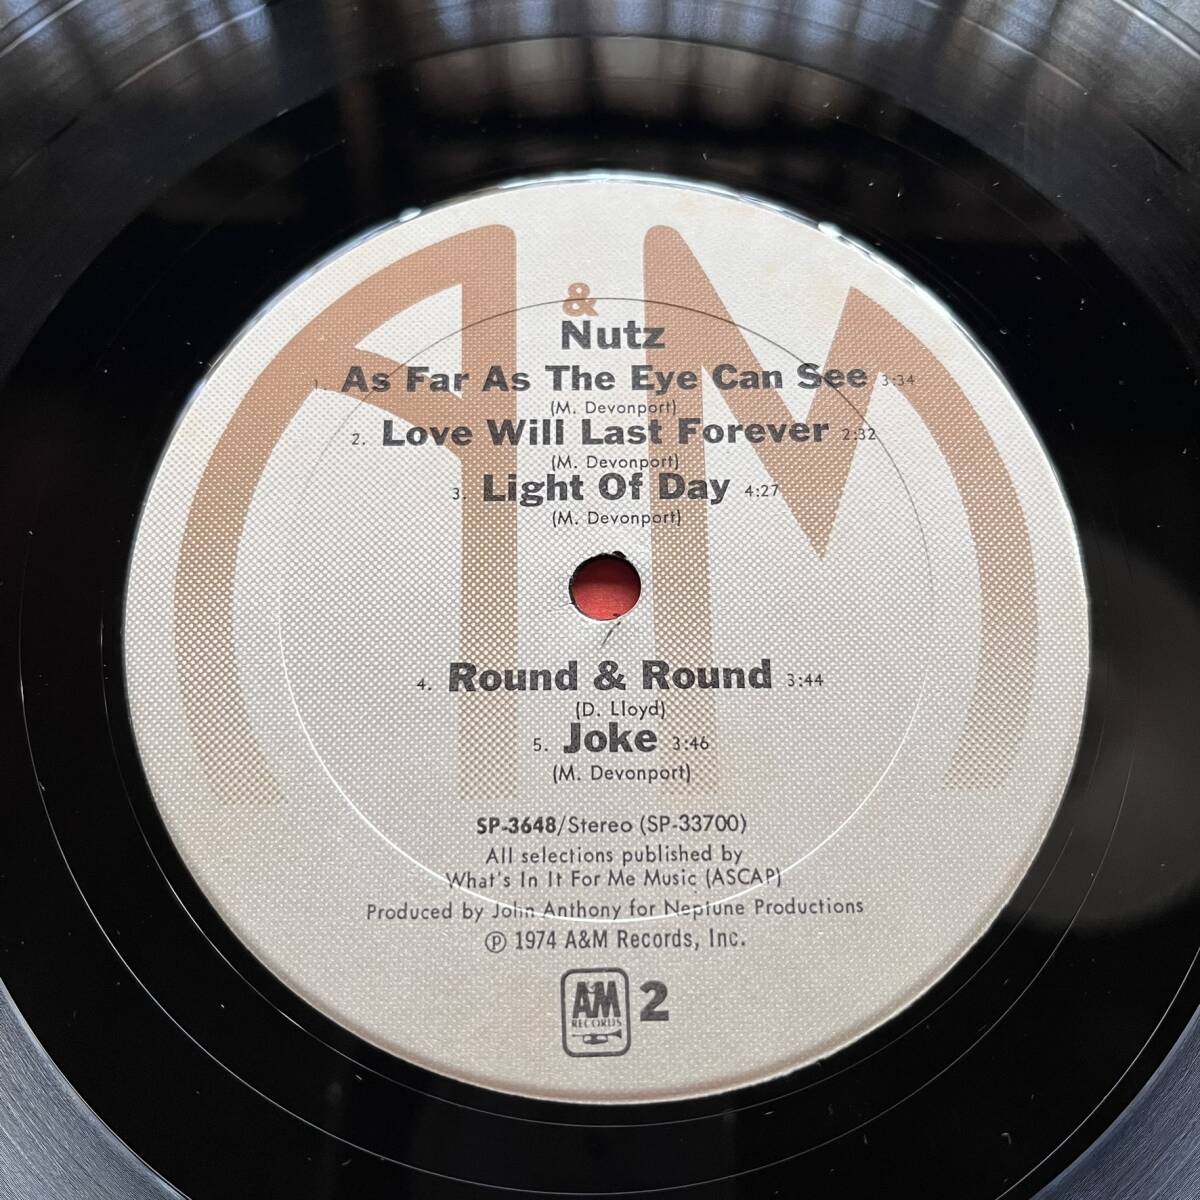 A & M
Nutz
1. As Far As The Eye Can See 3:34
(M. Devonport)
2. Love Will Last Forever 2:32
(M. Devonport)
3. Light Of Day 4:27
(M. Devonport)
4. Round & Round 3:44
(D. Lloyd)
5. Joke 3:46
(M. Devonport)
SP-3648/Stereo (SP-33700)
All selections published by
What's In It For Me Music (ASCAP)
Produced by John Anthony for Neptune Productions
℗ 1974 A&M Records, Inc.
A&M 2
RECORDS